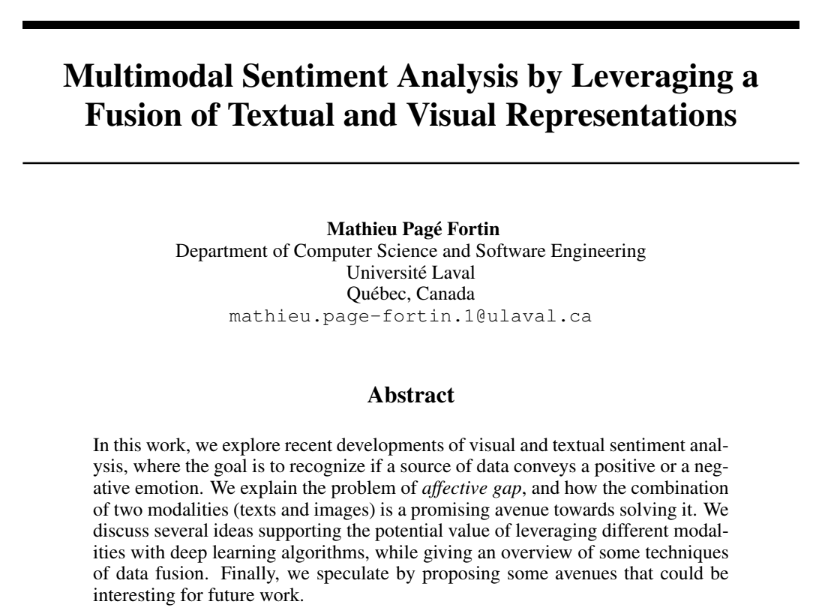 Multimodal Sentiment Analysis by Leveraging a
Fusion of Textual and Visual Representations
Mathieu Pagé Fortin
Department of Computer Science and Software Engineering
Université Laval
Québec, Canada
mathieu.page-fortin.1@ulaval.ca
Abstract
In this work, we explore recent developments of visual and textual sentiment anal-
ysis, where the goal is to recognize if a source of data conveys a positive or a neg-
ative emotion. We explain the problem of affective gap, and how the combination
of two modalities (texts and images) is a promising avenue towards solving it. We
discuss several ideas supporting the potential value of leveraging different modal-
ities with deep learning algorithms, while giving an overview of some techniques
of data fusion. Finally, we speculate by proposing some avenues that could be
interesting for future work.